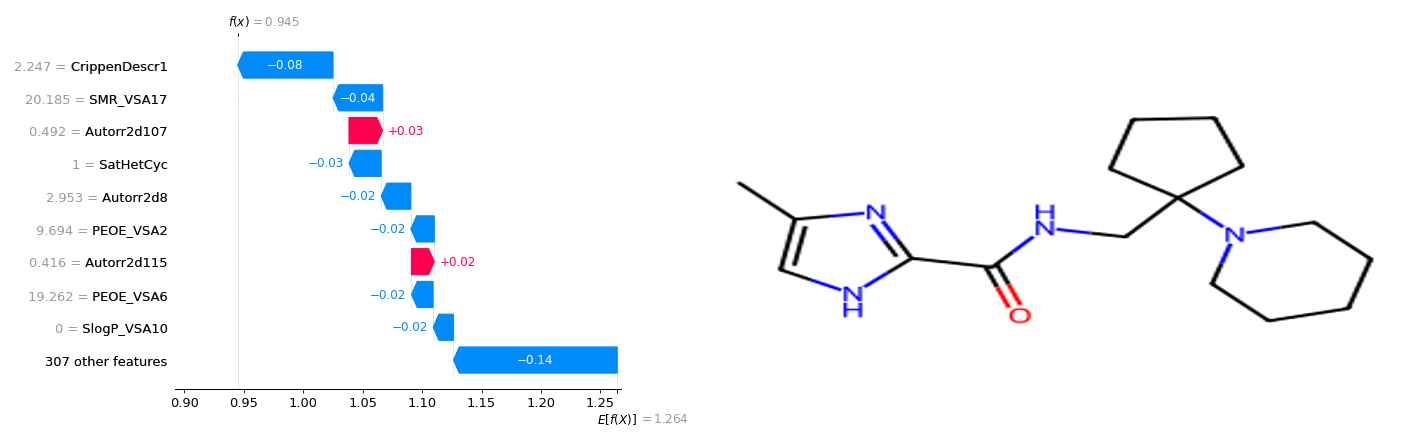 f(x) = 0.945
2.247 = CrippenDescr1
−0.08
20.185 = SMR_VSA17
−0.04
0.492 = Autorr2d107
+0.03
1 = SatHetCyc
−0.03
2.953 = Autorr2d8
−0.02
9.694 = PEOE_VSA2
−0.02
0.416 = Autorr2d115
+0.02
19.262 = PEOE_VSA6
−0.02
0 = SlogP_VSA10
−0.02
307 other features
−0.14
0.90 0.95 1.00 1.05 1.10 1.15 1.20 1.25
E[f(X)] = 1.264
N
H
N
N
N
H
O